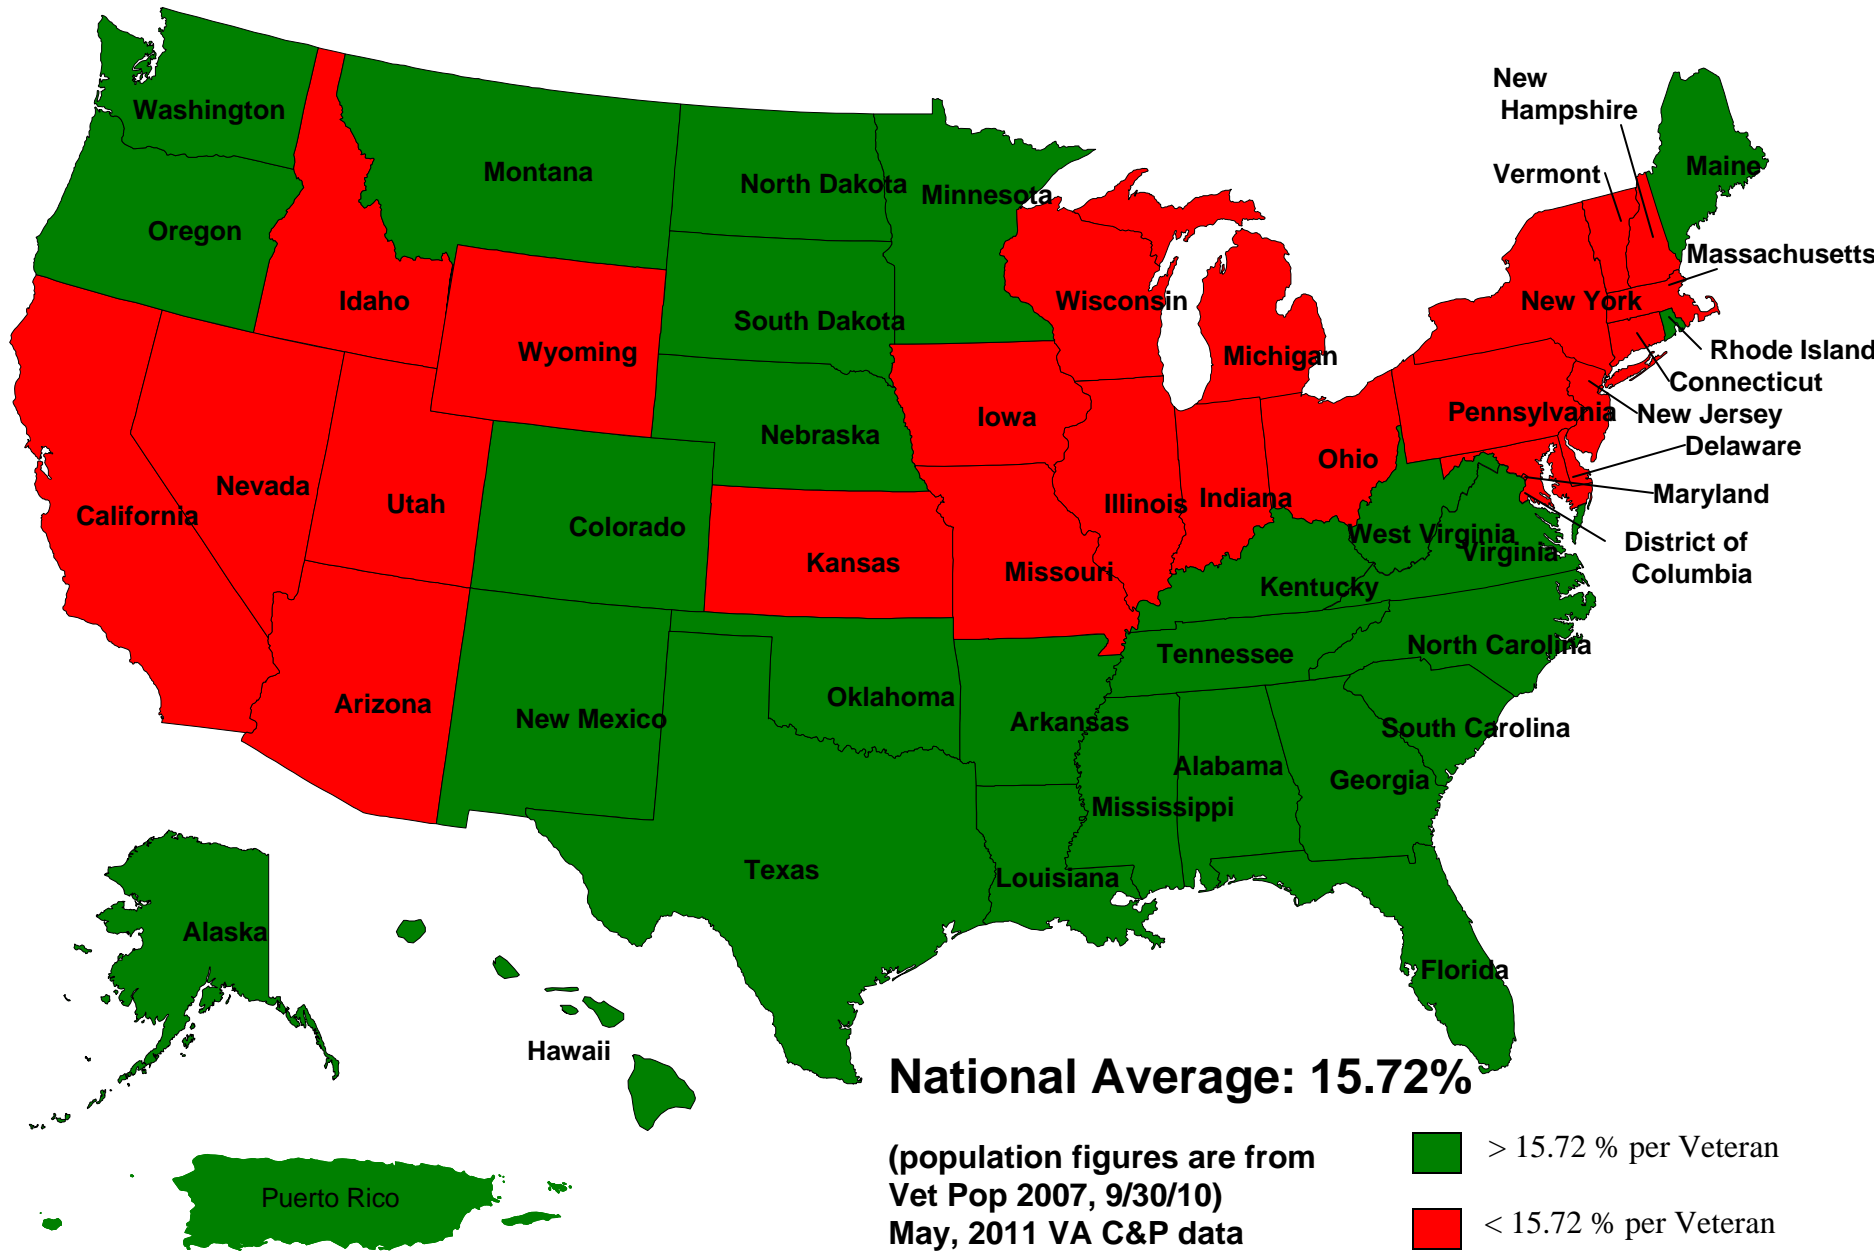 New
Hampshire
Washington
Vermont
Maine
Montana
North Dakota
Minnesota
Oregon
Massachusetts
Idaho
Wisconsin
New York
South Dakota
Wyoming
Michigan
Rhode Island
Connecticut
Iowa
Pennsylvania
New Jersey
Nebraska
Delaware
Ohio
Nevada
Maryland
California
Utah
Illinois
Indiana
Colorado
West Virginia
Virginia
District of
Columbia
Kansas
Missouri
Kentucky
North Carolina
Tennessee
Oklahoma
Arizona
New Mexico
Arkansas
South Carolina
Alabama
Georgia
Mississippi
Texas
Louisiana
Alaska
Florida
Hawaii
National Average: 15.72%
> 15.72 % per Veteran
(population figures are from
Vet Pop 2007, 9/30/10)
May, 2011 VA C&P data
Puerto Rico
< 15.72 % per Veteran